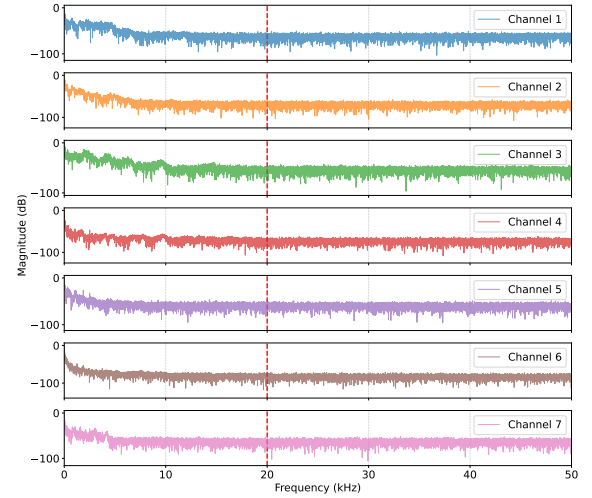 0
−100
Channel 1
0
−100
Channel 2
0
−100
Channel 3
0
−100
Channel 4
0
−100
Channel 5
0
−100
Channel 6
0
−100
Channel 7
Magnitude (dB)
0 10 20 30 40 50
Frequency (kHz)